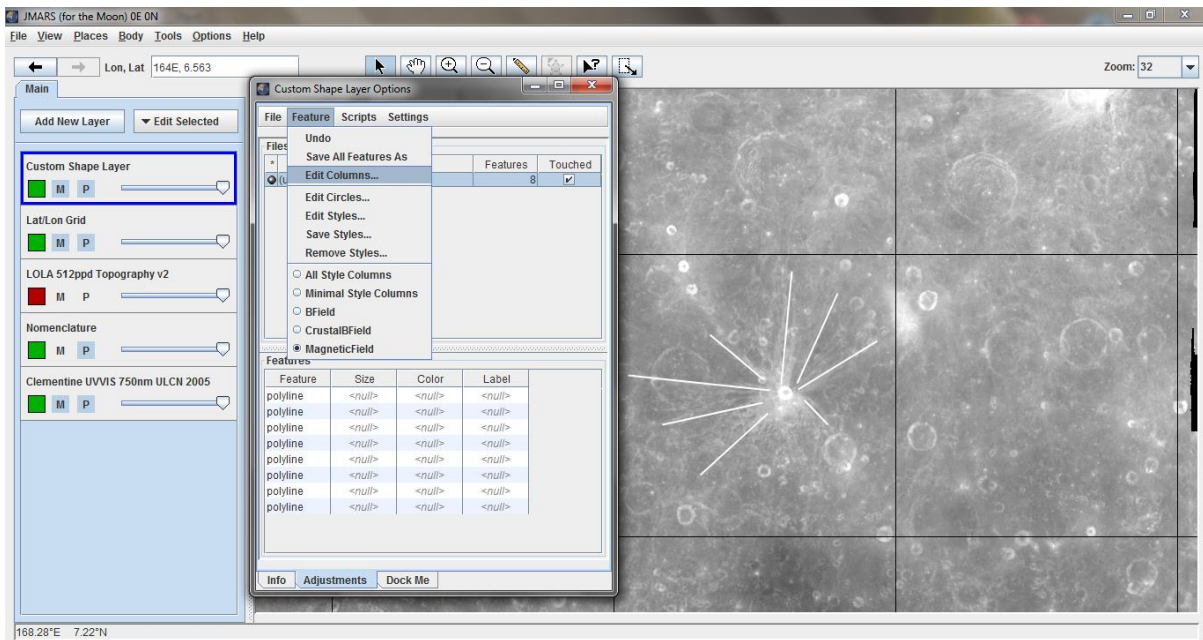 JMARS (for the Moon) 0E 0N
File View Places Body Tools Options Help
Lon, Lat 164E, 6.563
Zoom: 32
Main
Add New Layer
Edit Selected
Custom Shape Layer
M P
Lat/Lon Grid
M P
LOLA 512ppd Topography v2
M P
Nomenclature
M P
Clementine UVVIS 750nm ULCN 2005
M P
Custom Shape Layer Options
File Feature Scripts Settings
Undo
Save All Features As
Edit Columns...
Edit Circles...
Edit Styles...
Save Styles...
Remove Styles...
All Style Columns
Minimal Style Columns
BField
CrustalBField
MagneticField
Files
* Features Touched
(u 8
Features
Feature Size Color Label
polyline <null> <null> <null>
polyline <null> <null> <null>
polyline <null> <null> <null>
polyline <null> <null> <null>
polyline <null> <null> <null>
polyline <null> <null> <null>
polyline <null> <null> <null>
polyline <null> <null> <null>
Info Adjustments Dock Me
168.28°E 7.22°N